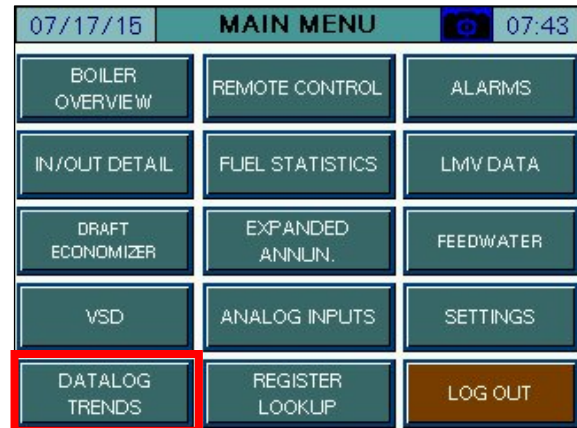 07/17/15 MAIN MENU 07:43
BOILER
OVERVIEW
REMOTE CONTROL
ALARMS
IN/OUT DETAIL
FUEL STATISTICS
LMV DATA
DRAFT
ECONOMIZER
EXPANDED
ANNUN.
FEEDWATER
VSD
ANALOG INPUTS
SETTINGS
DATALOG
TRENDS
REGISTER
LOOKUP
LOG OUT